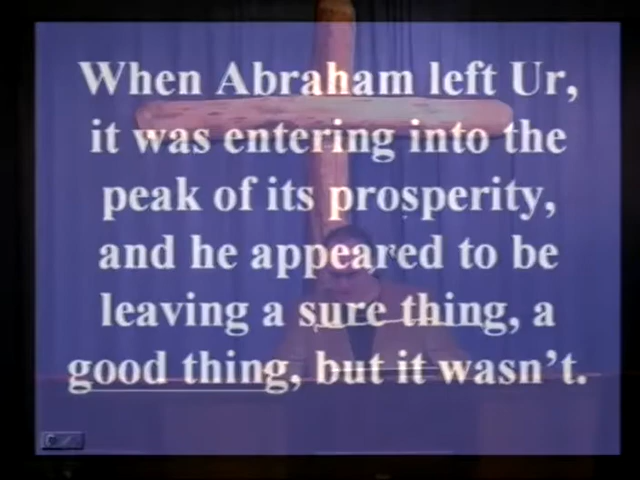 When Abraham left Ur,
it was entering into the
peak of its prosperity,
and he appeared to be
leaving a sure thing, a
good thing, but it wasn't.